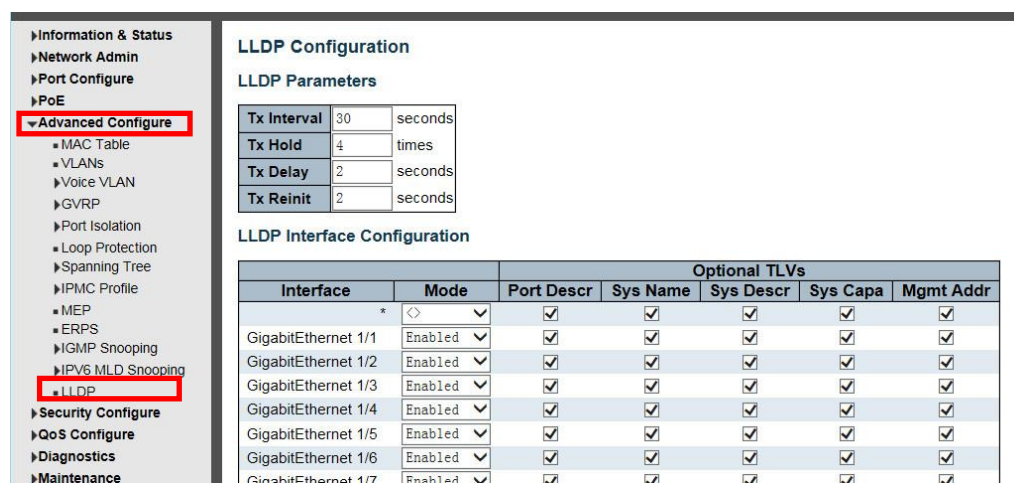 Information & Status
Network Admin
Port Configure
PoE
Advanced Configure
MAC Table
VLANs
Voice VLAN
GVRP
Port Isolation
Loop Protection
Spanning Tree
IPMC Profile
MEP
ERPS
IGMP Snooping
IPV6 MLD Snooping
LLDP
Security Configure
QoS Configure
Diagnostics
Maintenance
LLDP Configuration
LLDP Parameters
Tx Interval 30 seconds
Tx Hold 4 times
Tx Delay 2 seconds
Tx Reinit 2 seconds
LLDP Interface Configuration
Optional TLVs
Interface Mode Port Descr Sys Name Sys Descr Sys Capa Mgmt Addr
* <>
GigabitEthernet 1/1 Enabled
GigabitEthernet 1/2 Enabled
GigabitEthernet 1/3 Enabled
GigabitEthernet 1/4 Enabled
GigabitEthernet 1/5 Enabled
GigabitEthernet 1/6 Enabled
GigabitEthernet 1/7 Enabled